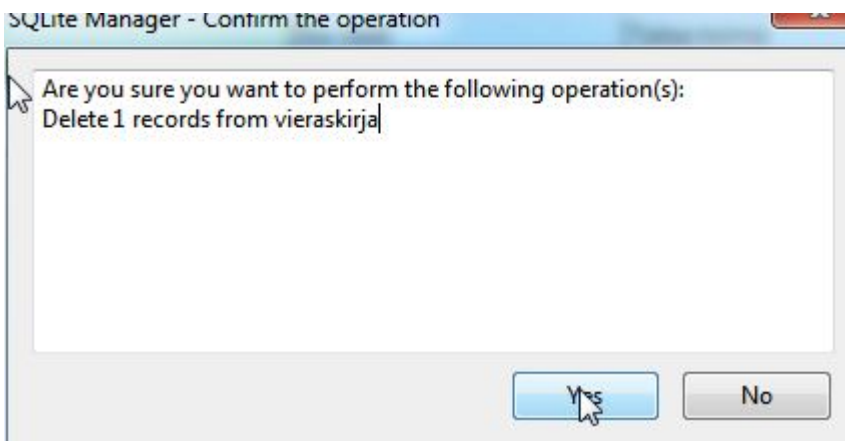 SQLite Manager - Confirm the operation
Are you sure you want to perform the following operation(s):
Delete 1 records from vieraskirja
Yes
No